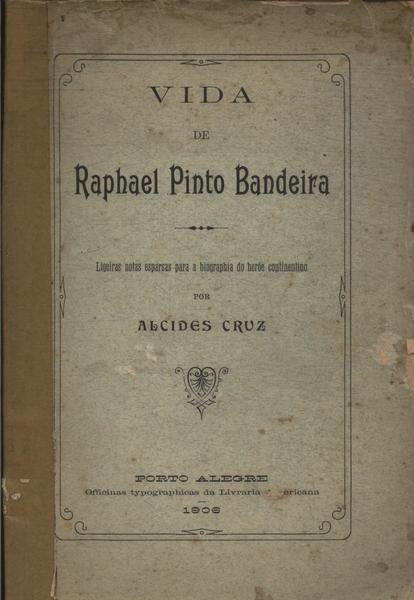 VIDA
DE
Raphael Pinto Bandeira
Ligeiras notas esparsas para a biographia do heróe continentino
POR
ALCIDES CRUZ
PORTO ALEGRE
Officinas typographicas da Livraria ericana
1906